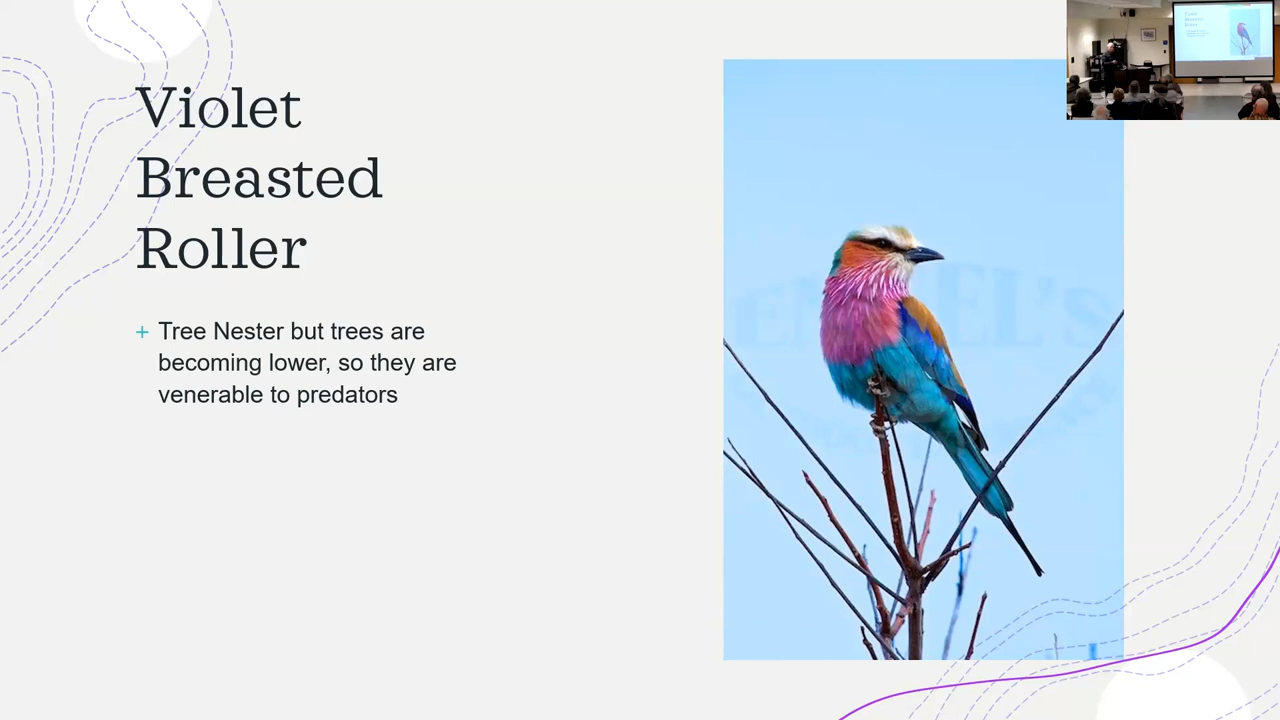 Violet
Breasted
Roller
+ Tree Nester but trees are
becoming lower, so they are
venerable to predators